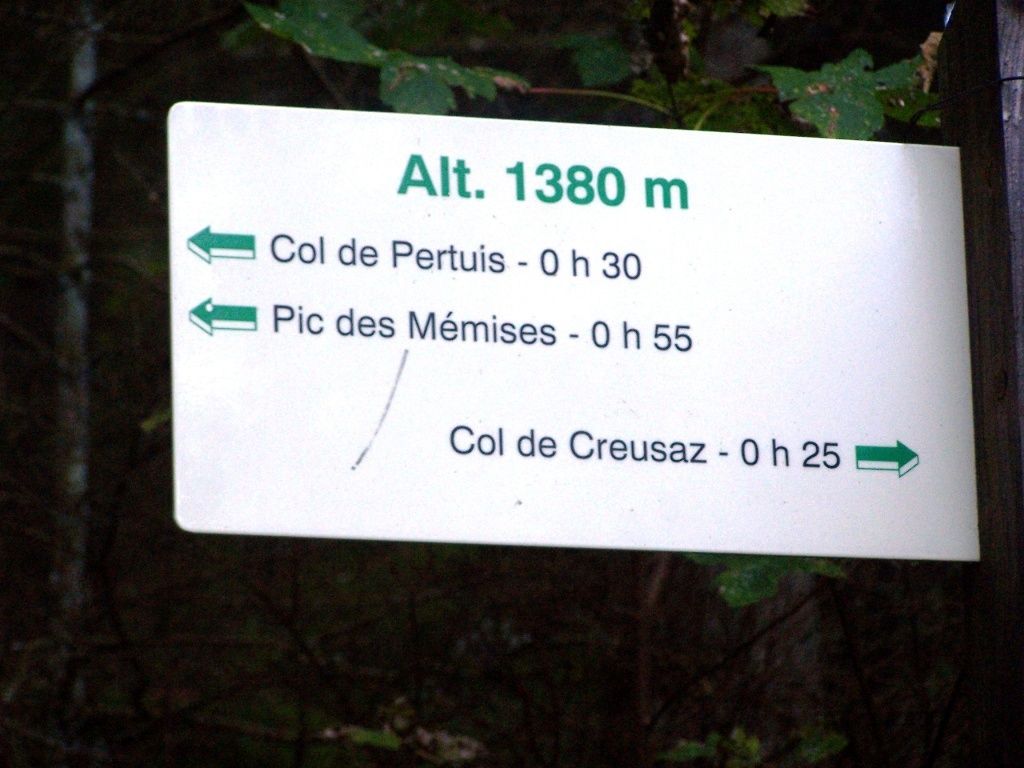 Alt. 1380 m
Col de Pertuis - 0 h 30
Pic des Mémises - 0 h 55
Col de Creusaz - 0 h 25